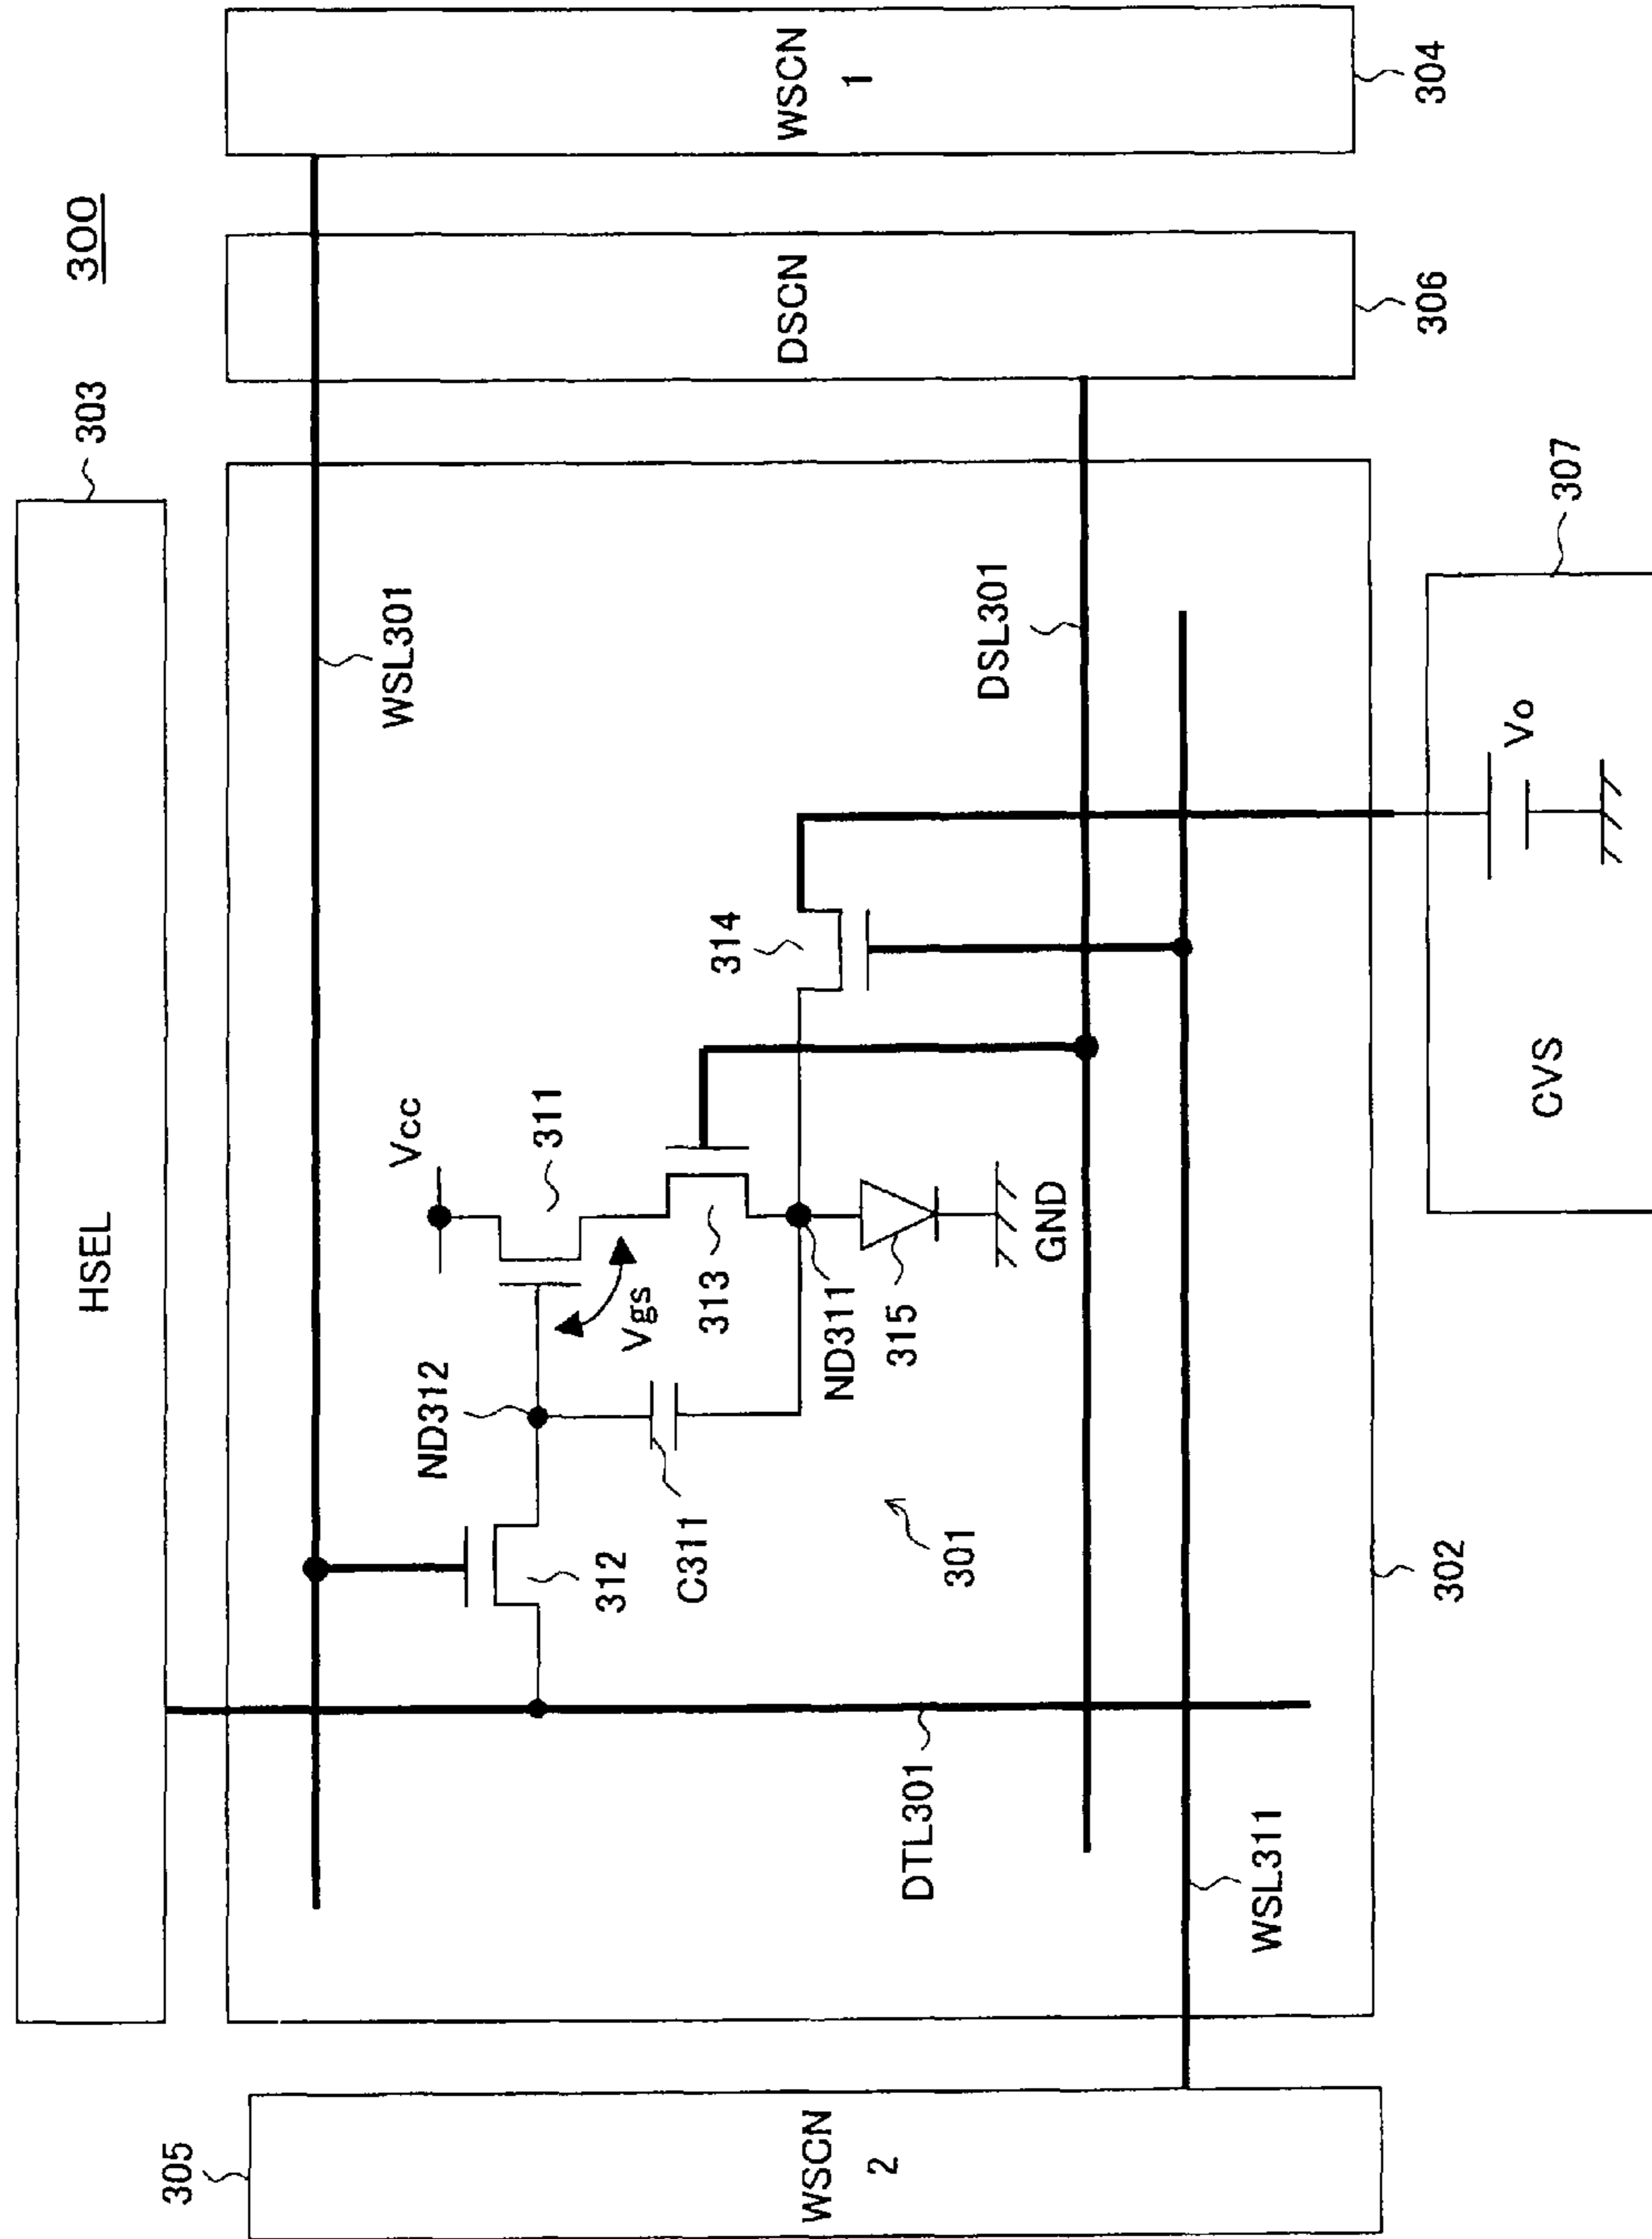 300
HSEL
303
305
WSCN
2
WSCN
1
304
DSCN
306
WSL301
Vcc
311
ND312
Vgs
312
C311
313
314
ND311
315
GND
301
DTL301
DSL301
WSL311
302
CVS
Vo
307